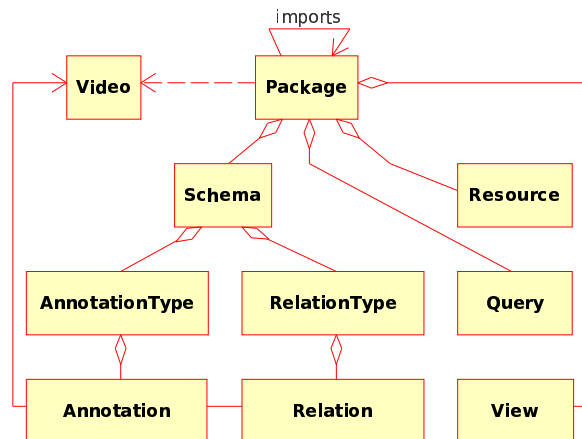 imports
Video
Package
Schema
Resource
AnnotationType
RelationType
Query
Annotation
Relation
View